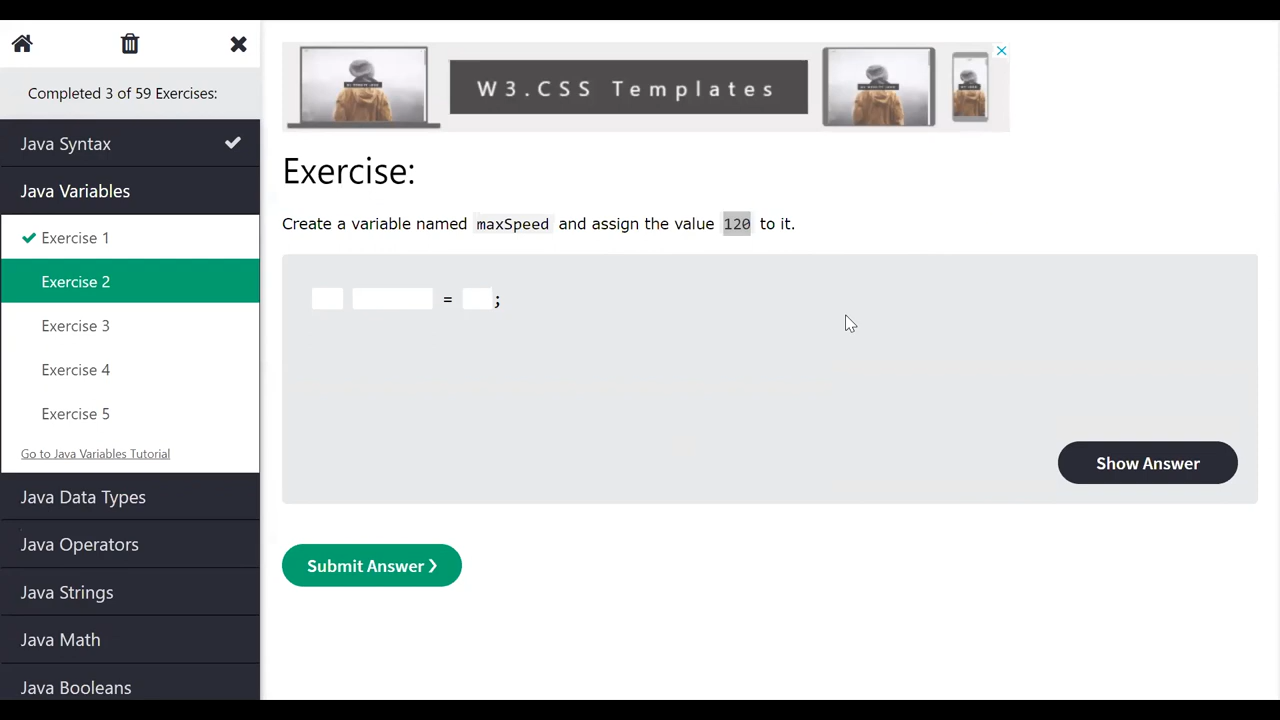 Completed 3 of 59 Exercises:
Java Syntax
Java Variables
Exercise 1
Exercise 2
Exercise 3
Exercise 4
Exercise 5
Go to Java Variables Tutorial
Java Data Types
Java Operators
Java Strings
Java Math
Java Booleans
W3.CSS Templates
Exercise:
Create a variable named maxSpeed and assign the value 120 to it.
= ;
Show Answer
Submit Answer ❯